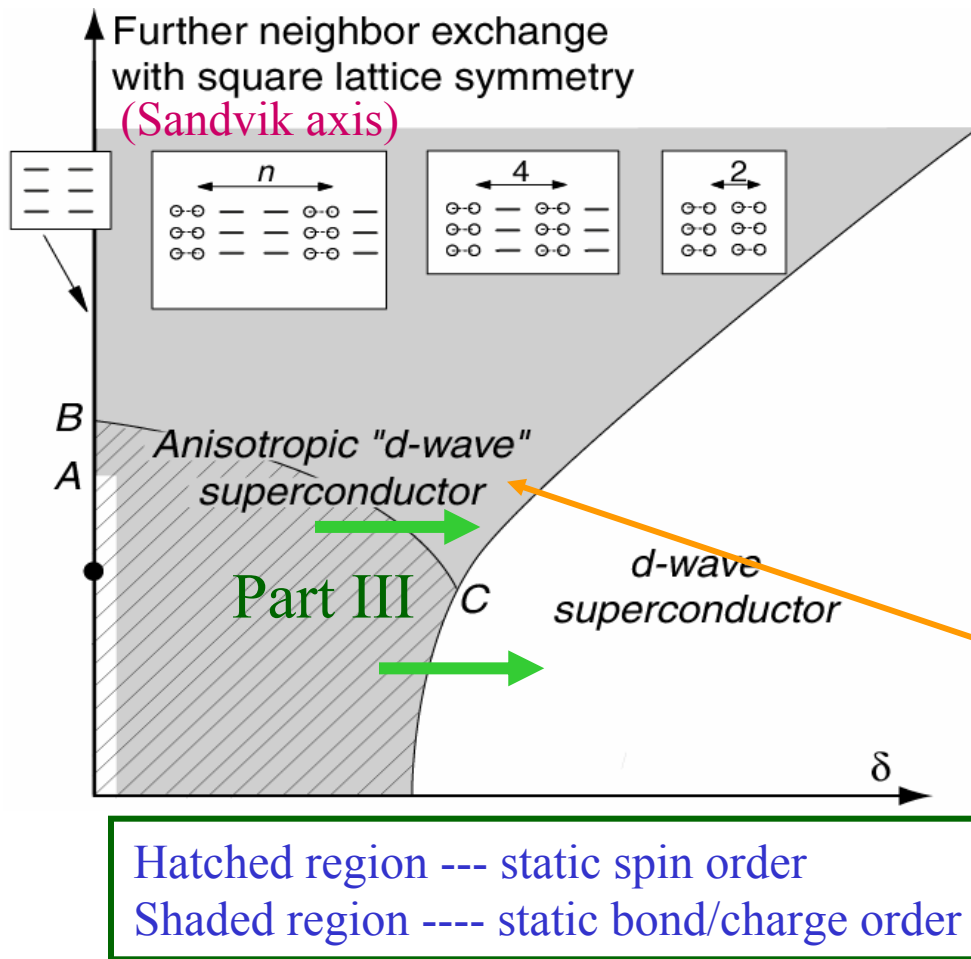 Further neighbor exchange
with square lattice symmetry
(Sandvik axis)
n
4
2
B
Anisotropic "d-wave"
superconductor
A
Part III
C
d-wave
superconductor
δ
Hatched region --- static spin order
Shaded region ---- static bond/charge order